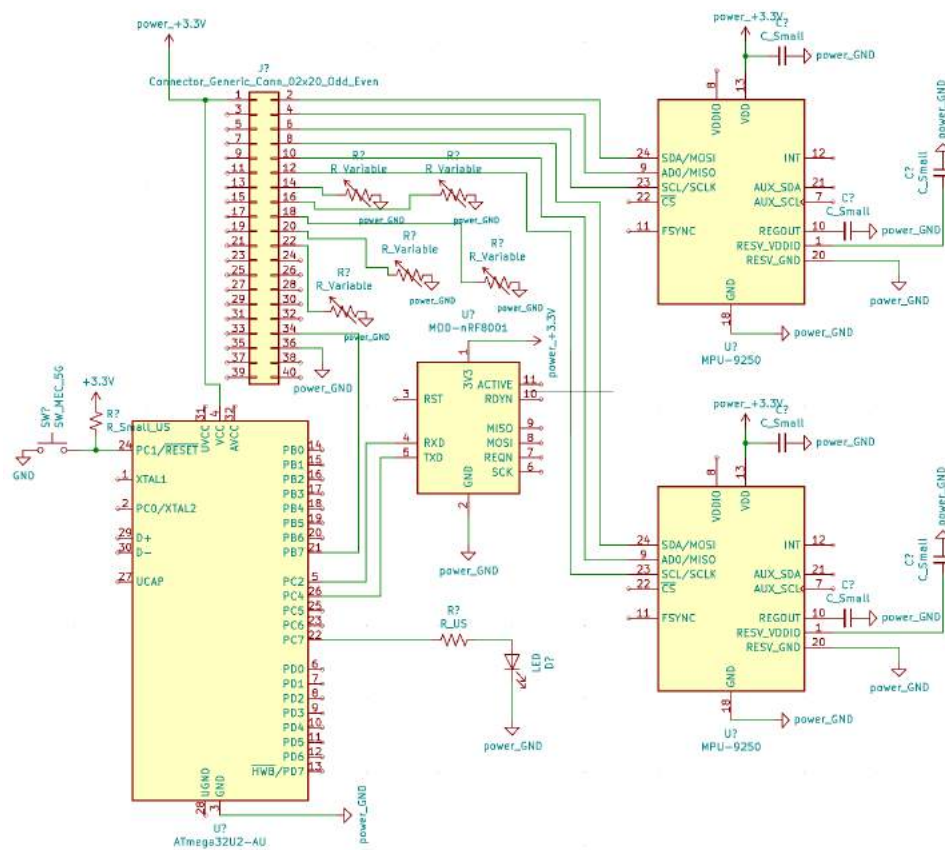 power_+3.3V
J?
Connector_Generic_Conn_02x20_Odd_Even
1 2
3 4
5 6
7 8
9 10
11 12
13 14
15 16
17 18
19 20
21 22
23 24
25 26
27 28
29 30
31 32
33 34
35 36
37 38
39 40
power_GND
R?
R_Variable
power_GND
R?
R_Variable
power_GND
R?
R_Variable
power_GND
R?
R_Variable
power_GND
R?
R_Variable
power_GND
U?
MDD-nRF8001
power_+3.3V
1
3V3
3 RST
4 RXD
5 TXD
ACTIVE 11
RDYN 10
MISO 9
MOSI 8
REQN 7
SCK 6
GND
2
power_GND
+3.3V
R?
R_Small_US
SW?
SW_MEC_5G
GND
31 4 32
UVCC VCC AVCC
24 PC1/RESET
1 XTAL1
2 PC0/XTAL2
29 D+
30 D-
27 UCAP
PB0 14
PB1 15
PB2 16
PB3 17
PB4 18
PB5 19
PB6 20
PB7 21
PC2 5
PC4 26
PC5 25
PC6 23
PC7 22
PD0 6
PD1 7
PD2 8
PD3 9
PD4 10
PD5 11
PD6 12
HWB/PD7 13
UGND GND
28 3
power_GND
U?
ATmega32U2-AU
R?
R_US
LED
D?
power_GND
power_+3.3V
C?
C_Small
power_GND
8 13
VDDIO VDD
24 SDA/MOSI
9 AD0/MISO
23 SCL/SCLK
22 CS
11 FSYNC
INT 12
AUX_SDA 21
AUX_SCL 7
REGOUT 10
RESV_VDDIO 1
RESV_GND 20
C?
C_Small
power_GND
C?
C_Small
power_GND
power_GND
GND
18
power_GND
U?
MPU-9250
power_+3.3V
C?
C_Small
power_GND
8 13
VDDIO VDD
24 SDA/MOSI
9 AD0/MISO
23 SCL/SCLK
22 CS
11 FSYNC
INT 12
AUX_SDA 21
AUX_SCL 7
REGOUT 10
RESV_VDDIO 1
RESV_GND 20
C?
C_Small
power_GND
C?
C_Small
power_GND
power_GND
GND
18
power_GND
U?
MPU-9250